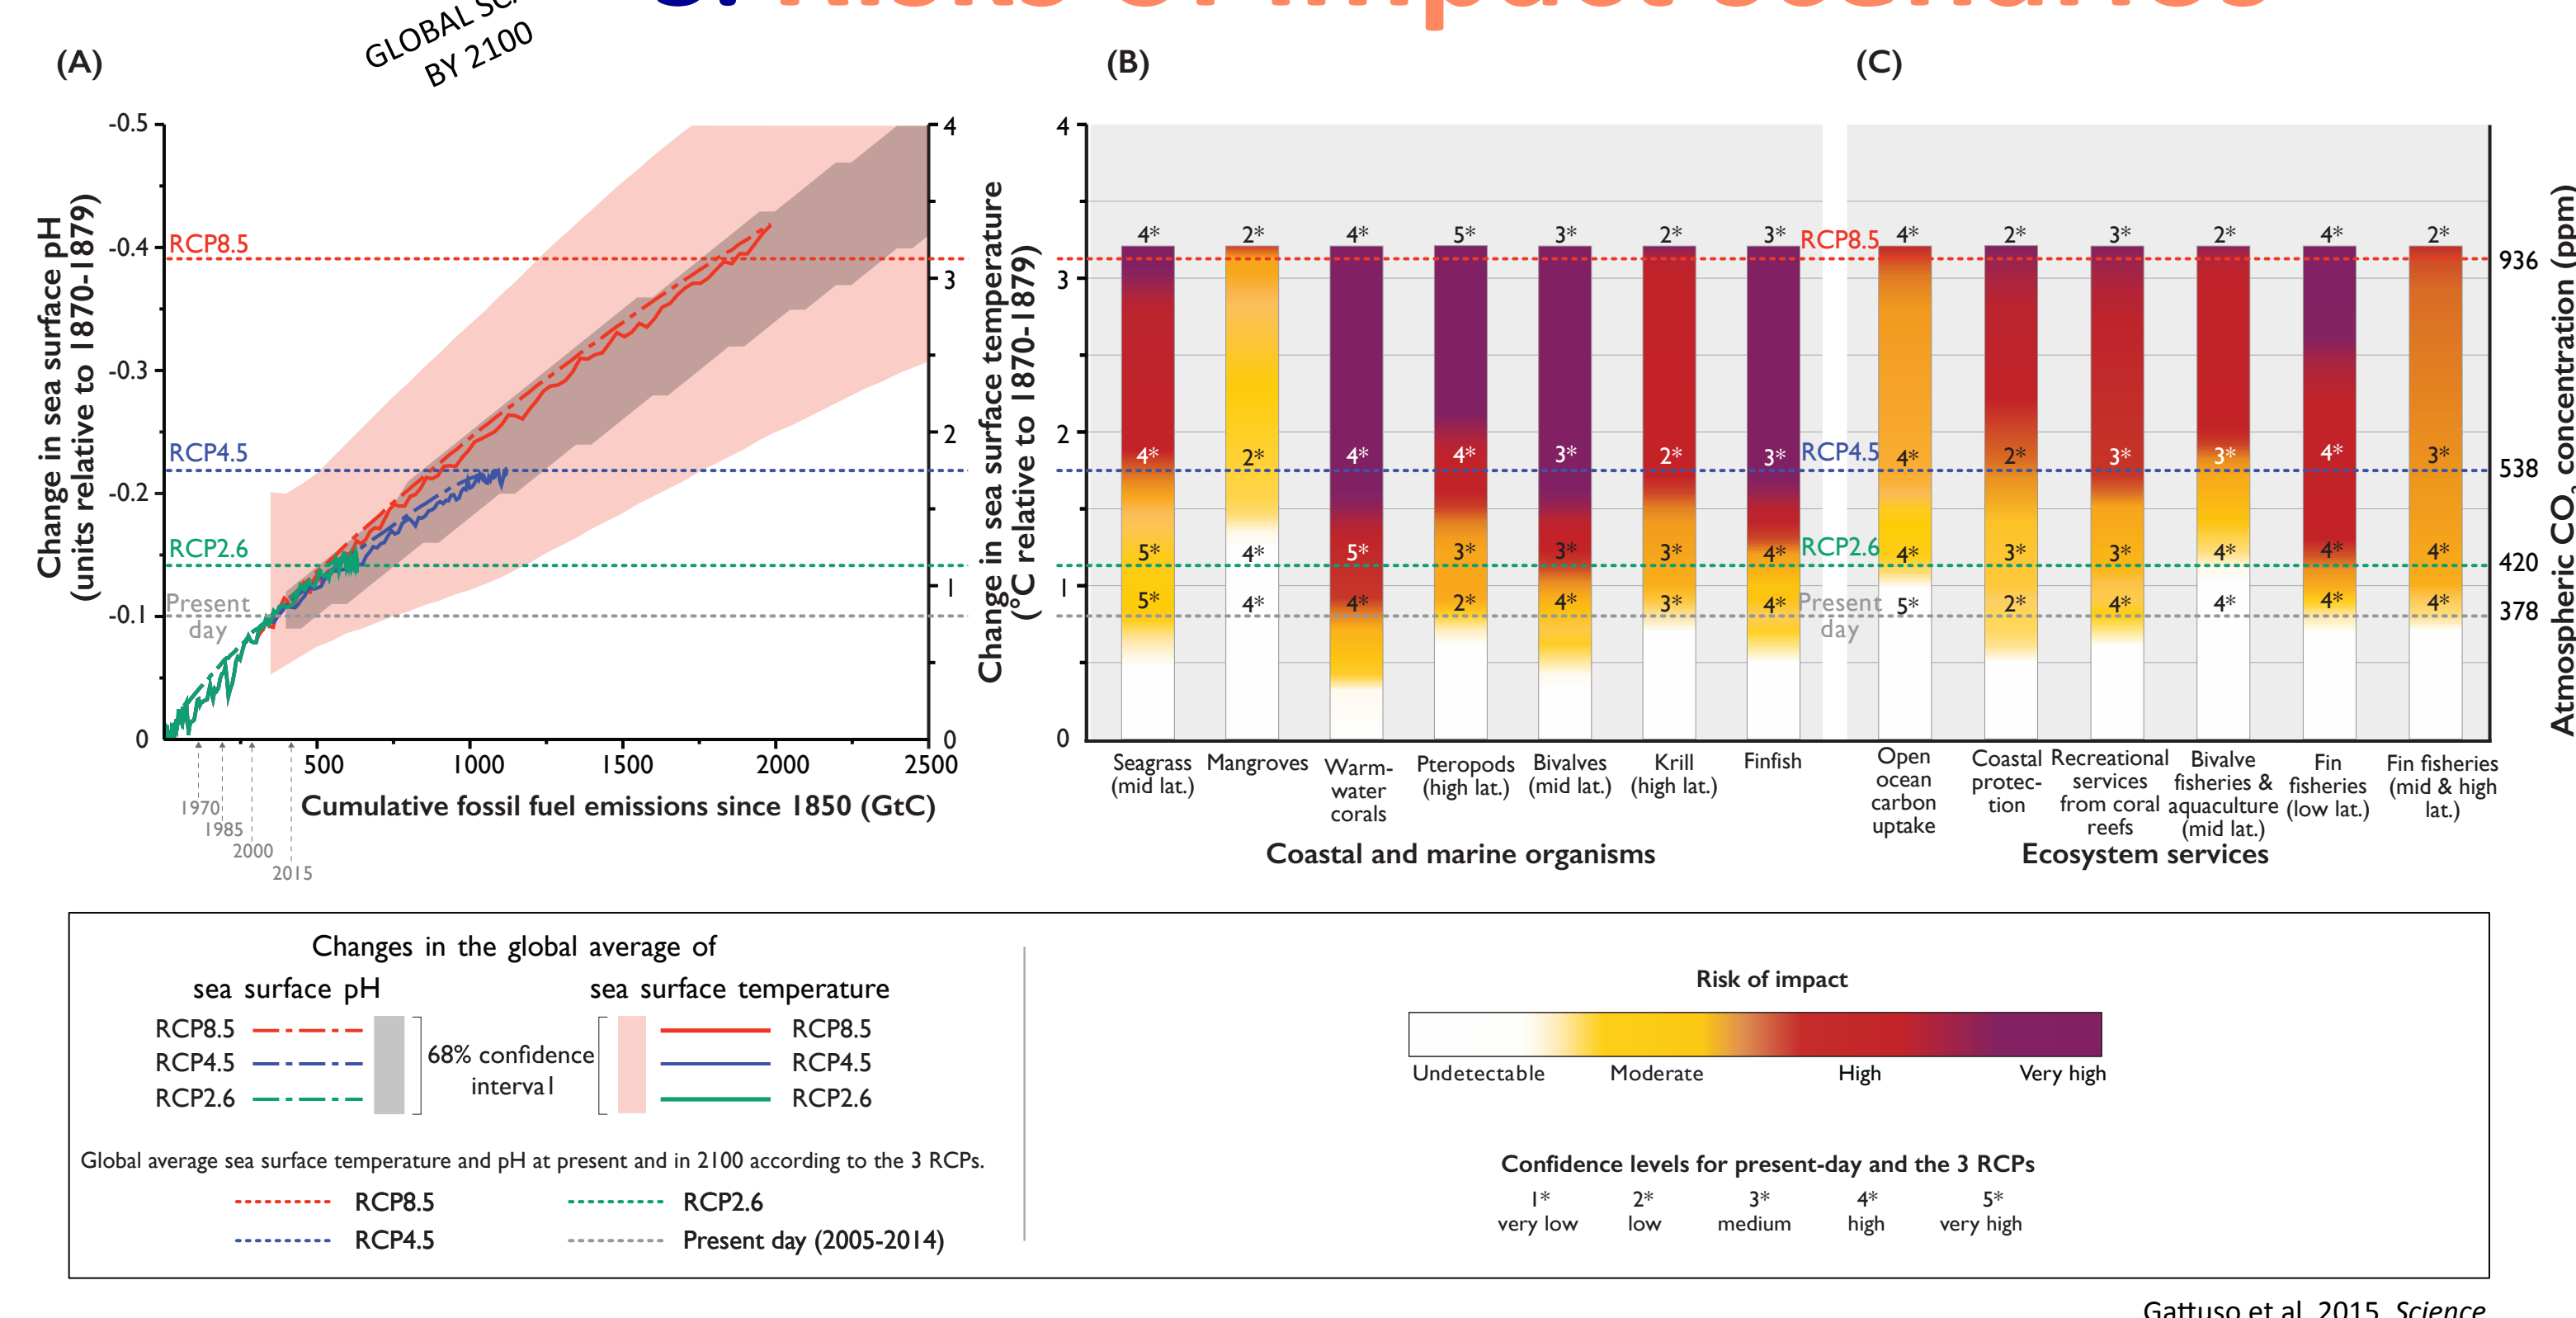 (A)
GLOBAL
BY 2100
(B)
(C)
-0.5
-0.4
-0.3
-0.2
-0.1
0
Change in sea surface pH
(units relative to 1870-1879)
RCP8.5
RCP4.5
RCP2.6
Present
day
4
3
2
1
0
Change in sea surface temperature
(°C relative to 1870-1879)
500 1000 1500 2000 2500
1970
1985
2000
2015
Cumulative fossil fuel emissions since 1850 (GtC)
4
3
2
1
0
4* 2* 4* 5* 3* 2* 3* RCP8.5 4* 2* 3* 2* 4* 2*
4* 2* 4* 4* 3* 2* 3* RCP4.5 4* 2* 3* 3* 4* 3*
5* 4* 5* 3* 3* 3* 4* RCP2.6 4* 3* 3* 4* 4* 4*
5* 4* 4* 2* 4* 3* 4* Present 5* 2* 4* 4* 4* 4*
day
936
538
420
378
Atmospheric CO2 concentration (ppm)
Seagrass
(mid lat.)
Mangroves
Warm-
water
corals
Pteropods
(high lat.)
Bivalves
(mid lat.)
Krill
(high lat.)
Finfish
Coastal and marine organisms
Open
ocean
carbon
uptake
Coastal
protec-
tion
Recreational
services
from coral
reefs
Bivalve
fisheries &
aquaculture
(mid lat.)
Fin
fisheries
(low lat.)
Fin fisheries
(mid & high
lat.)
Ecosystem services
Changes in the global average of
sea surface pH
sea surface temperature
RCP8.5
RCP4.5
RCP2.6
68% confidence
interval
RCP8.5
RCP4.5
RCP2.6
Global average sea surface temperature and pH at present and in 2100 according to the 3 RCPs.
RCP8.5
RCP2.6
RCP4.5
Present day (2005-2014)
Risk of impact
Undetectable Moderate High Very high
Confidence levels for present-day and the 3 RCPs
1* 2* 3* 4* 5*
very low low medium high very high
Gattuso et al. 2015, Science